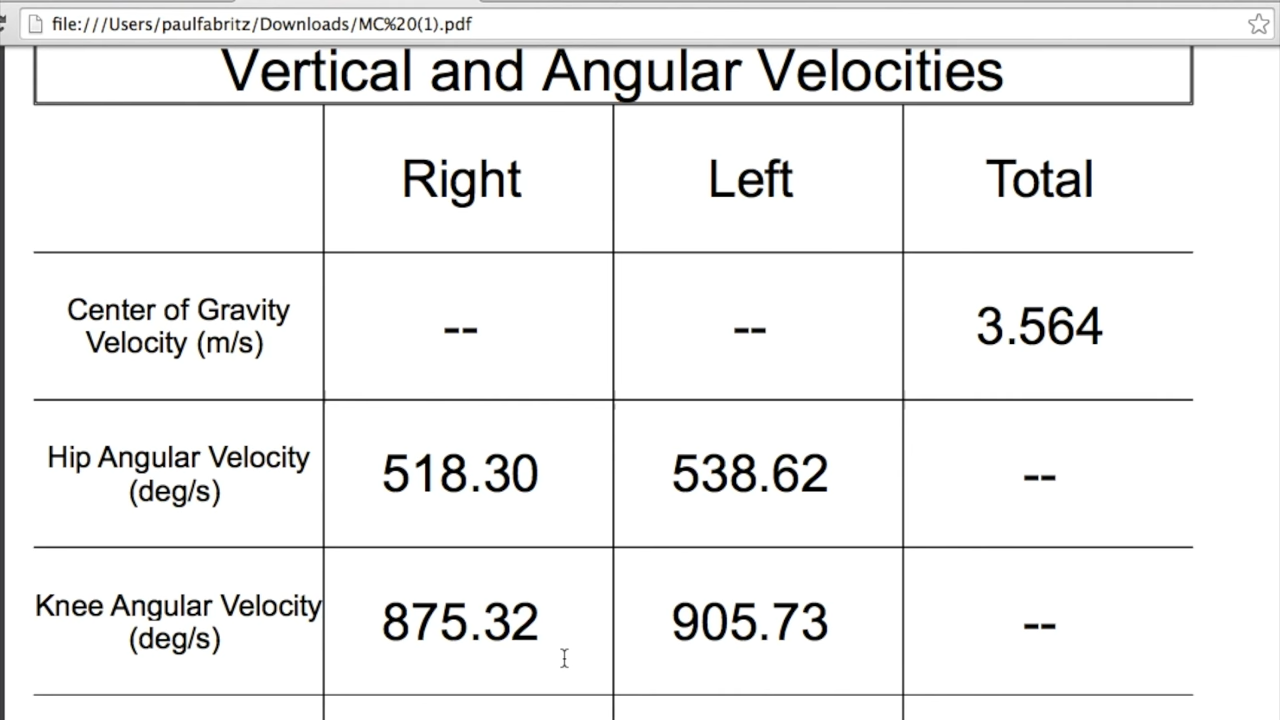 file:///Users/paulfabritz/Downloads/MC%20(1).pdf
Vertical and Angular Velocities
Right Left Total
Center of Gravity
Velocity (m/s) -- -- 3.564
Hip Angular Velocity
(deg/s) 518.30 538.62 --
Knee Angular Velocity
(deg/s) 875.32 905.73 --